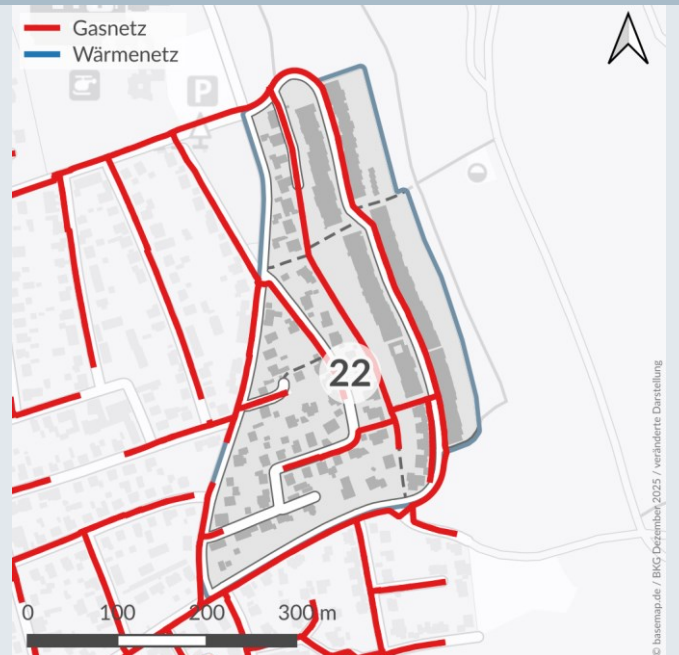 Gasnetz
Wärmenetz
P
22
0 100 200 300 m
© basemap.de / BKG Dezember 2025 / veränderte Darstellung